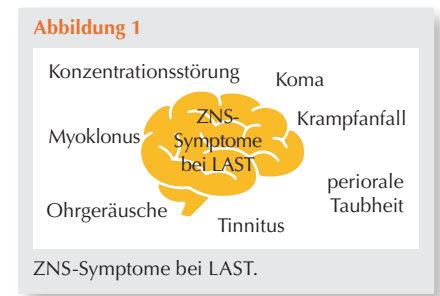 Abbildung 1
Konzentrationsstörung
Koma
ZNS-
Symptome
bei LAST
Krampfanfall
Myoklonus
periorale
Taubheit
Ohrgeräusche
Tinnitus
ZNS-Symptome bei LAST.